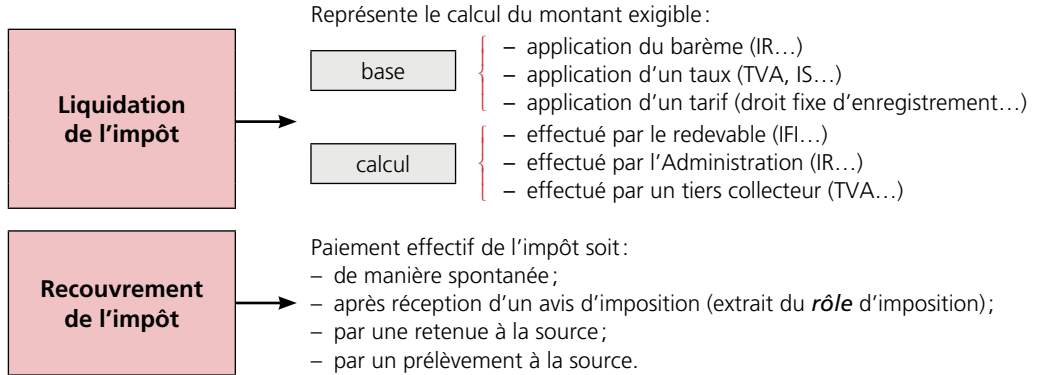 Représente le calcul du montant exigible :
Liquidation
de l’impôt
base
– application du barème (IR…)
– application d’un taux (TVA, IS…)
– application d’un tarif (droit fixe d’enregistrement…)
calcul
– effectué par le redevable (IFI…)
– effectué par l’Administration (IR…)
– effectué par un tiers collecteur (TVA…)
Recouvrement
de l’impôt
Paiement effectif de l’impôt soit :
– de manière spontanée ;
– après réception d’un avis d’imposition (extrait du rôle d’imposition) ;
– par une retenue à la source ;
– par un prélèvement à la source.